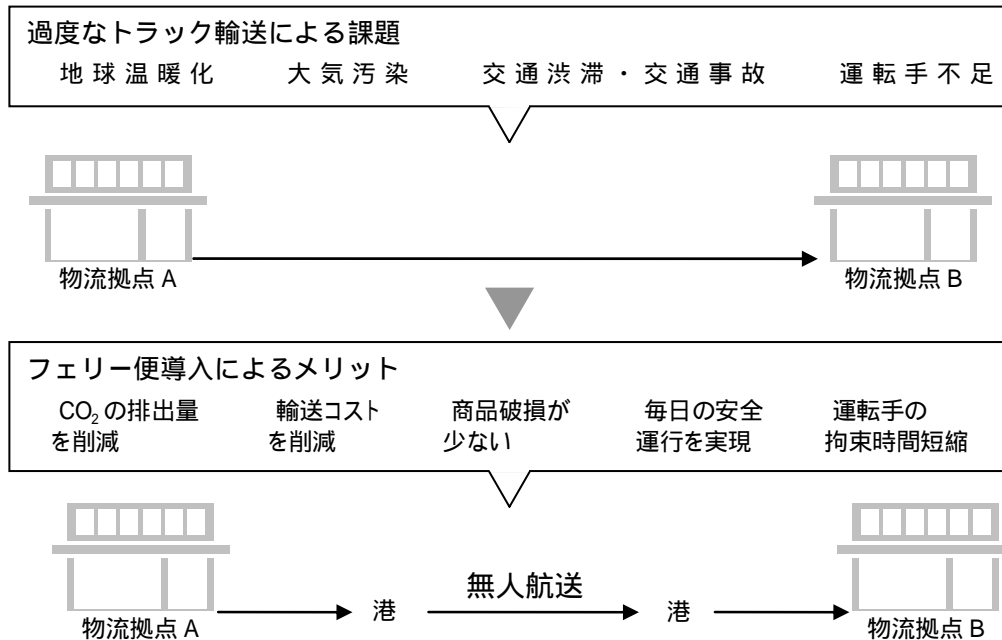 過度なトラック輸送による課題
地球温暖化 大気汚染 交通渋滞・交通事故 運転手不足
物流拠点 A 物流拠点 B
フェリー便導入によるメリット
CO₂の排出量 輸送コスト 商品破損が 毎日の安全 運転手の
を削減 を削減 少ない 運行を実現 拘束時間短縮
無人航送
港 港
物流拠点 A 物流拠点 B